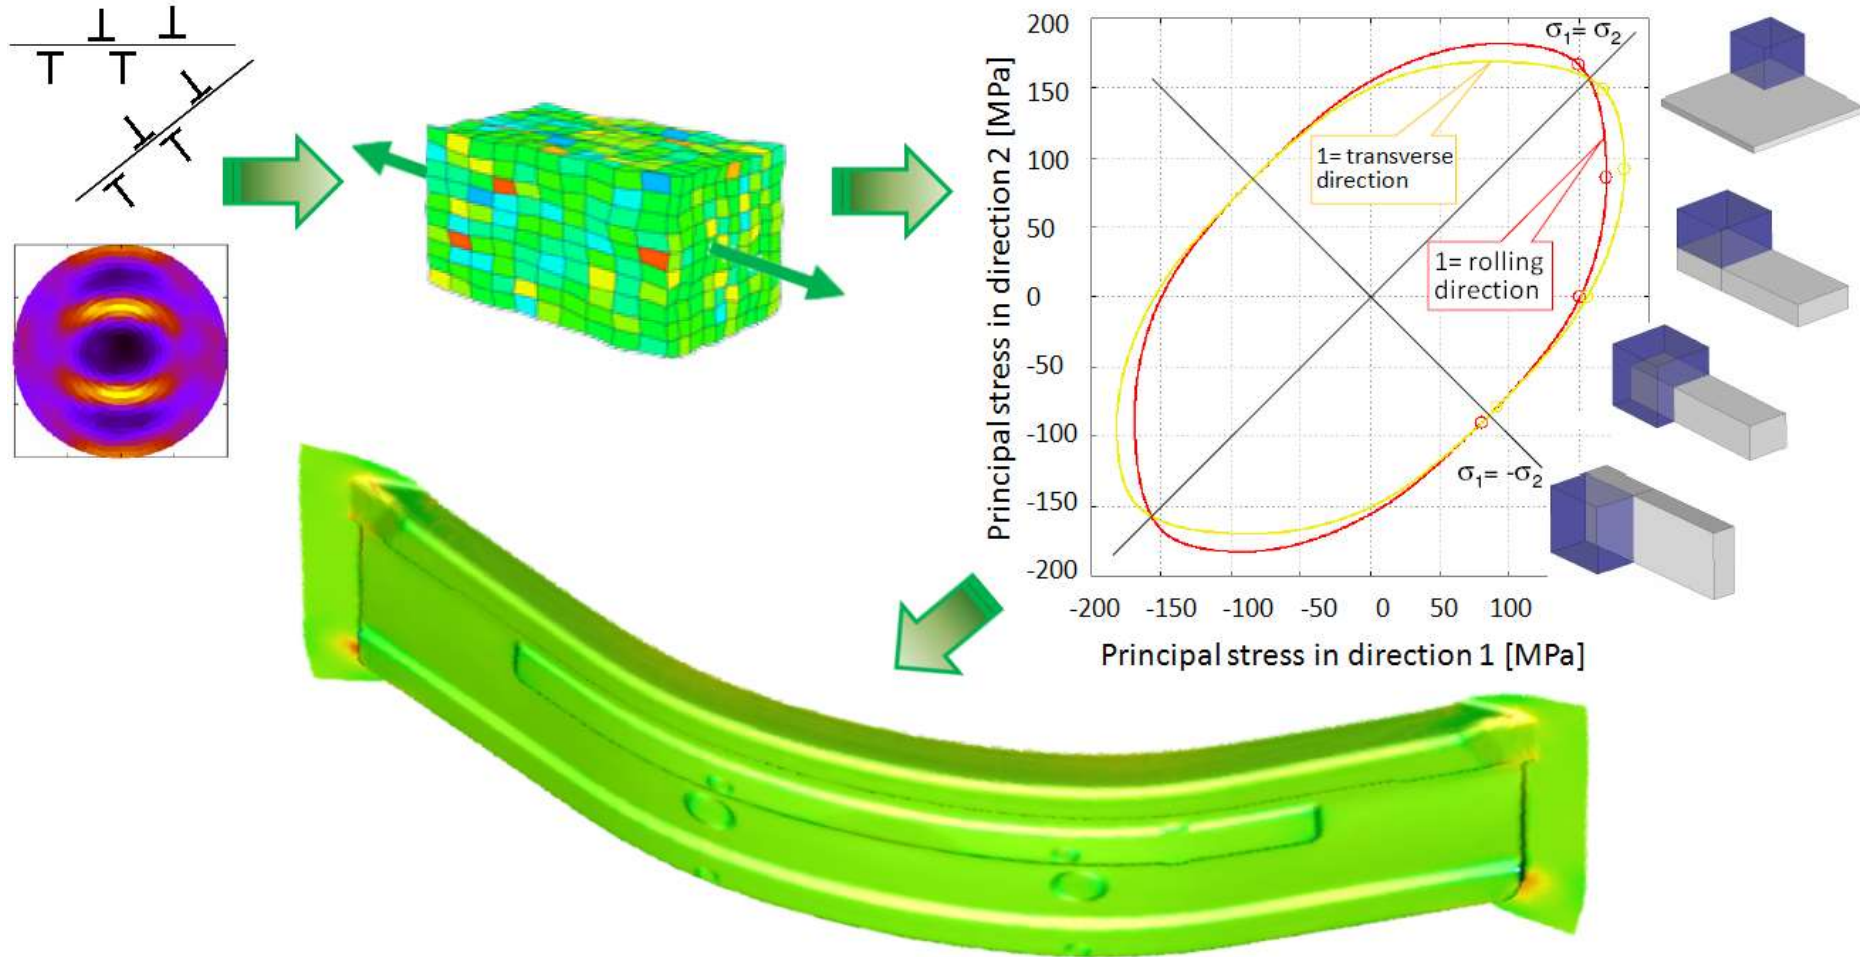 200
150
100
50
0
-50
-100
-150
-200
Principal stress in direction 2 [MPa]
σ₁= σ₂
1= transverse
direction
1= rolling
direction
σ₁= -σ₂
-200 -150 -100 -50 0 50 100
Principal stress in direction 1 [MPa]